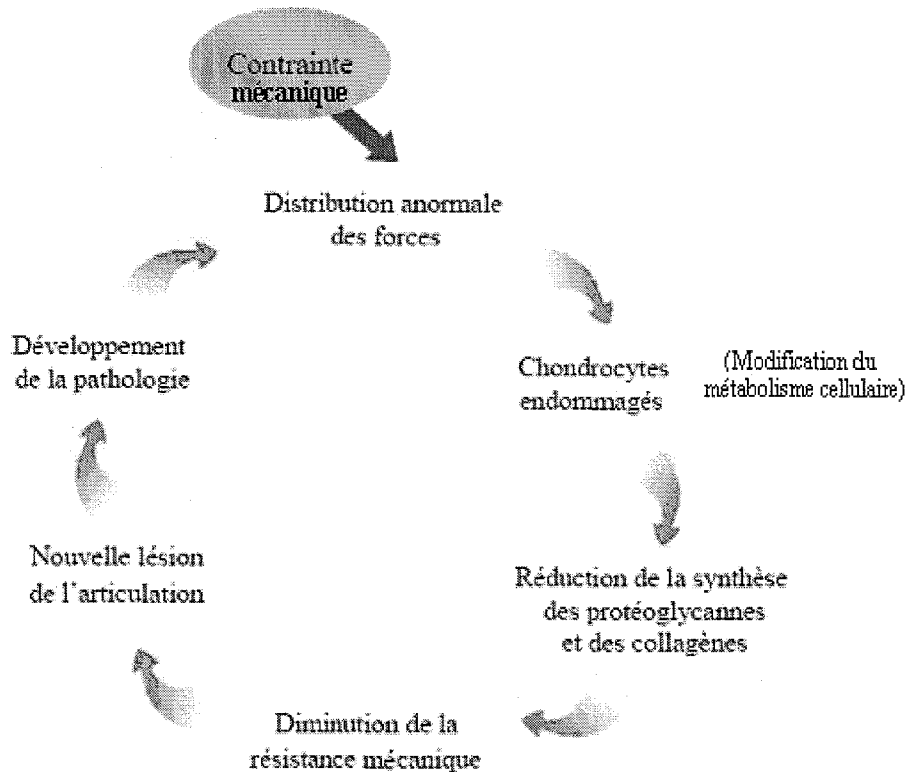 Contrainte
mécanique
Distribution anormale
des forces
Chondrocytes
endommagés
(Modification du
métabolisme cellulaire)
Réduction de la synthèse
des protéoglycannes
et des collagènes
Diminution de la
résistance mécanique
Nouvelle lésion
de l'articulation
Développement
de la pathologie